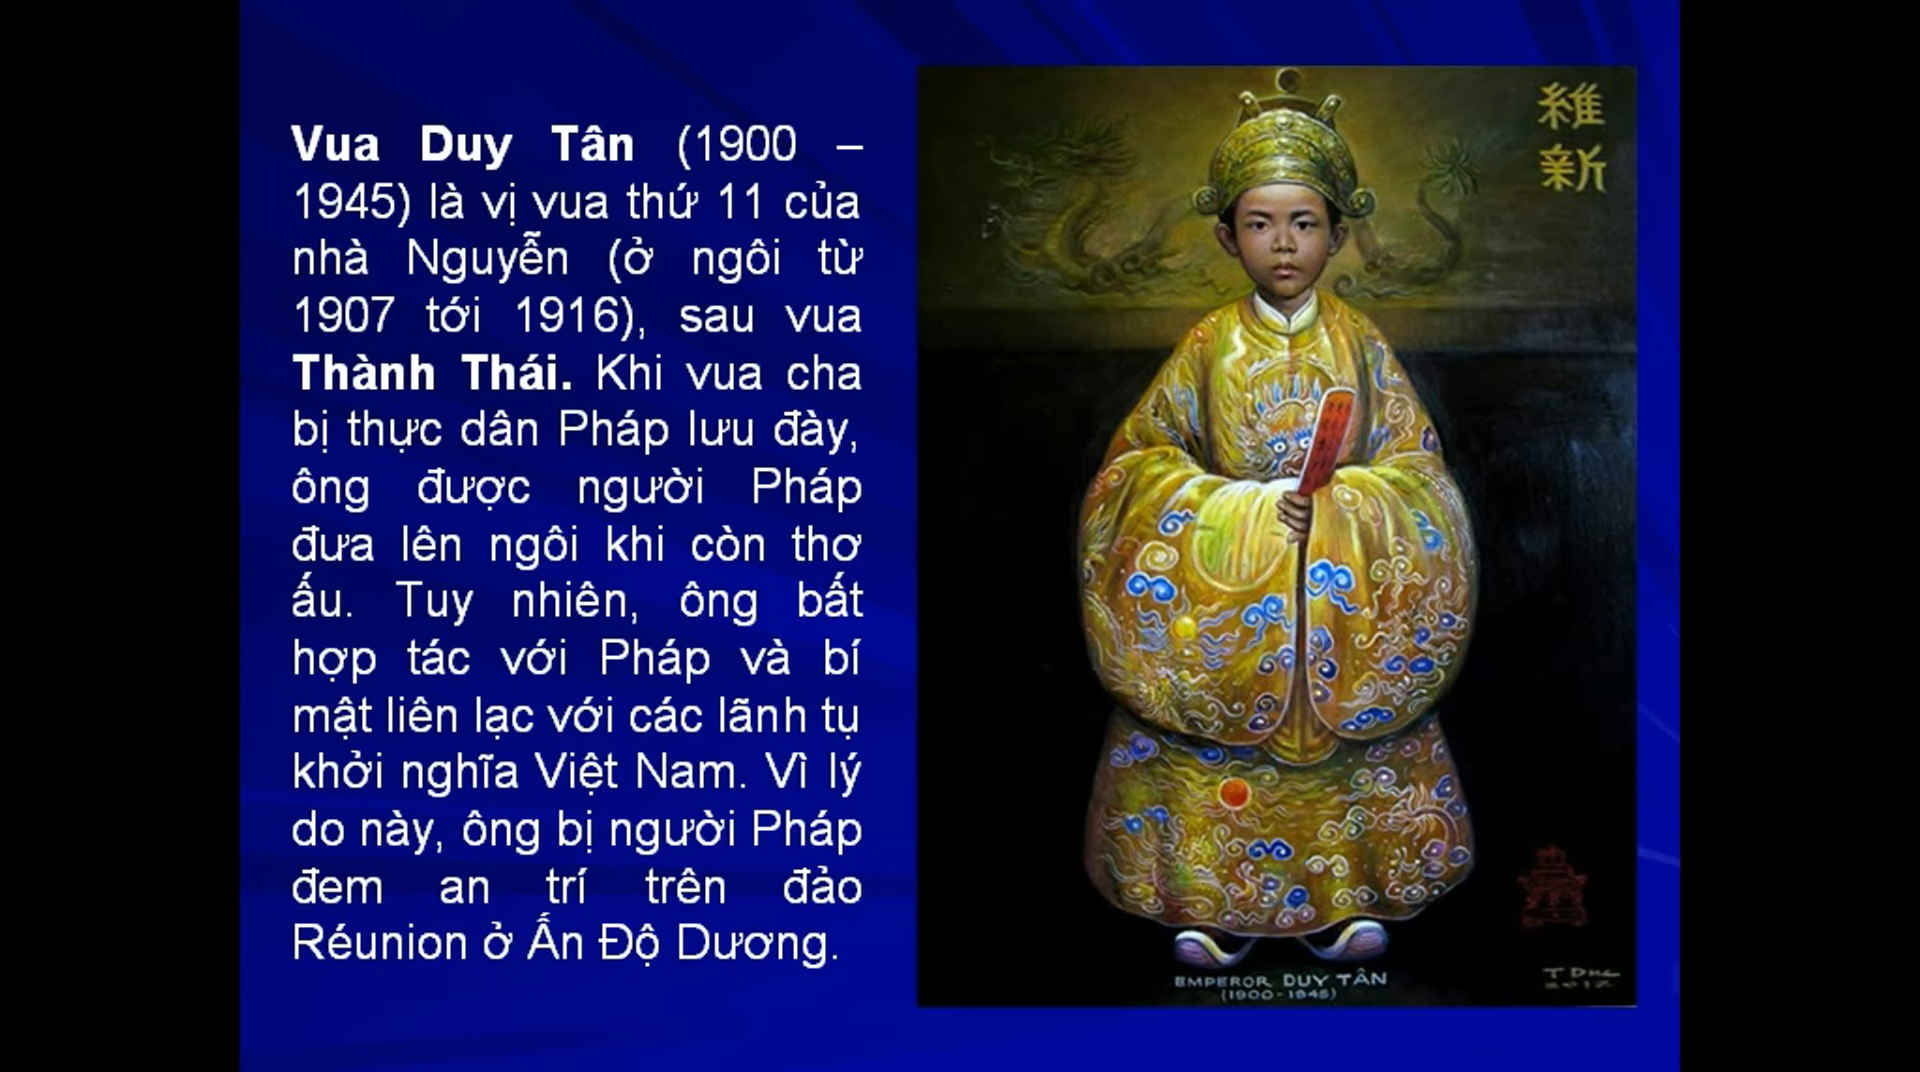 Vua Duy Tân (1900 –
1945) là vị vua thứ 11 của
nhà Nguyễn (ở ngôi từ
1907 tới 1916), sau vua
Thành Thái. Khi vua cha
bị thực dân Pháp lưu đày,
ông được người Pháp
đưa lên ngôi khi còn thơ
ấu. Tuy nhiên, ông bất
hợp tác với Pháp và bí
mật liên lạc với các lãnh tụ
khởi nghĩa Việt Nam. Vì lý
do này, ông bị người Pháp
đem an trí trên đảo
Réunion ở Ấn Độ Dương.
維
新
EMPEROR DUY TÂN
(1900-1945)
2012